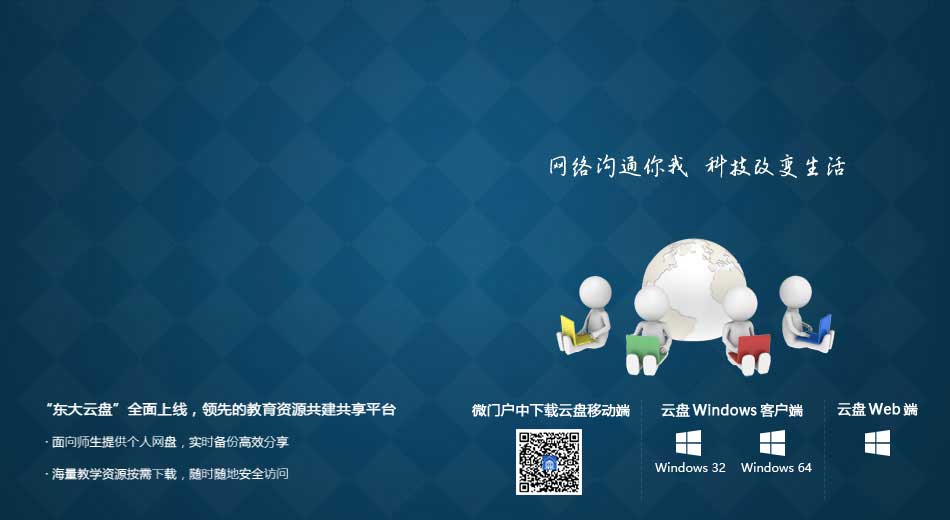 网络沟通你我 科技改变生活
“东大云盘”全面上线，领先的教育资源共建共享平台
· 面向师生提供个人网盘，实时备份高效分享
· 海量教学资源按需下载，随时随地安全访问
微门户中下载云盘移动端
云盘 Windows 客户端
Windows 32
Windows 64
云盘 Web 端